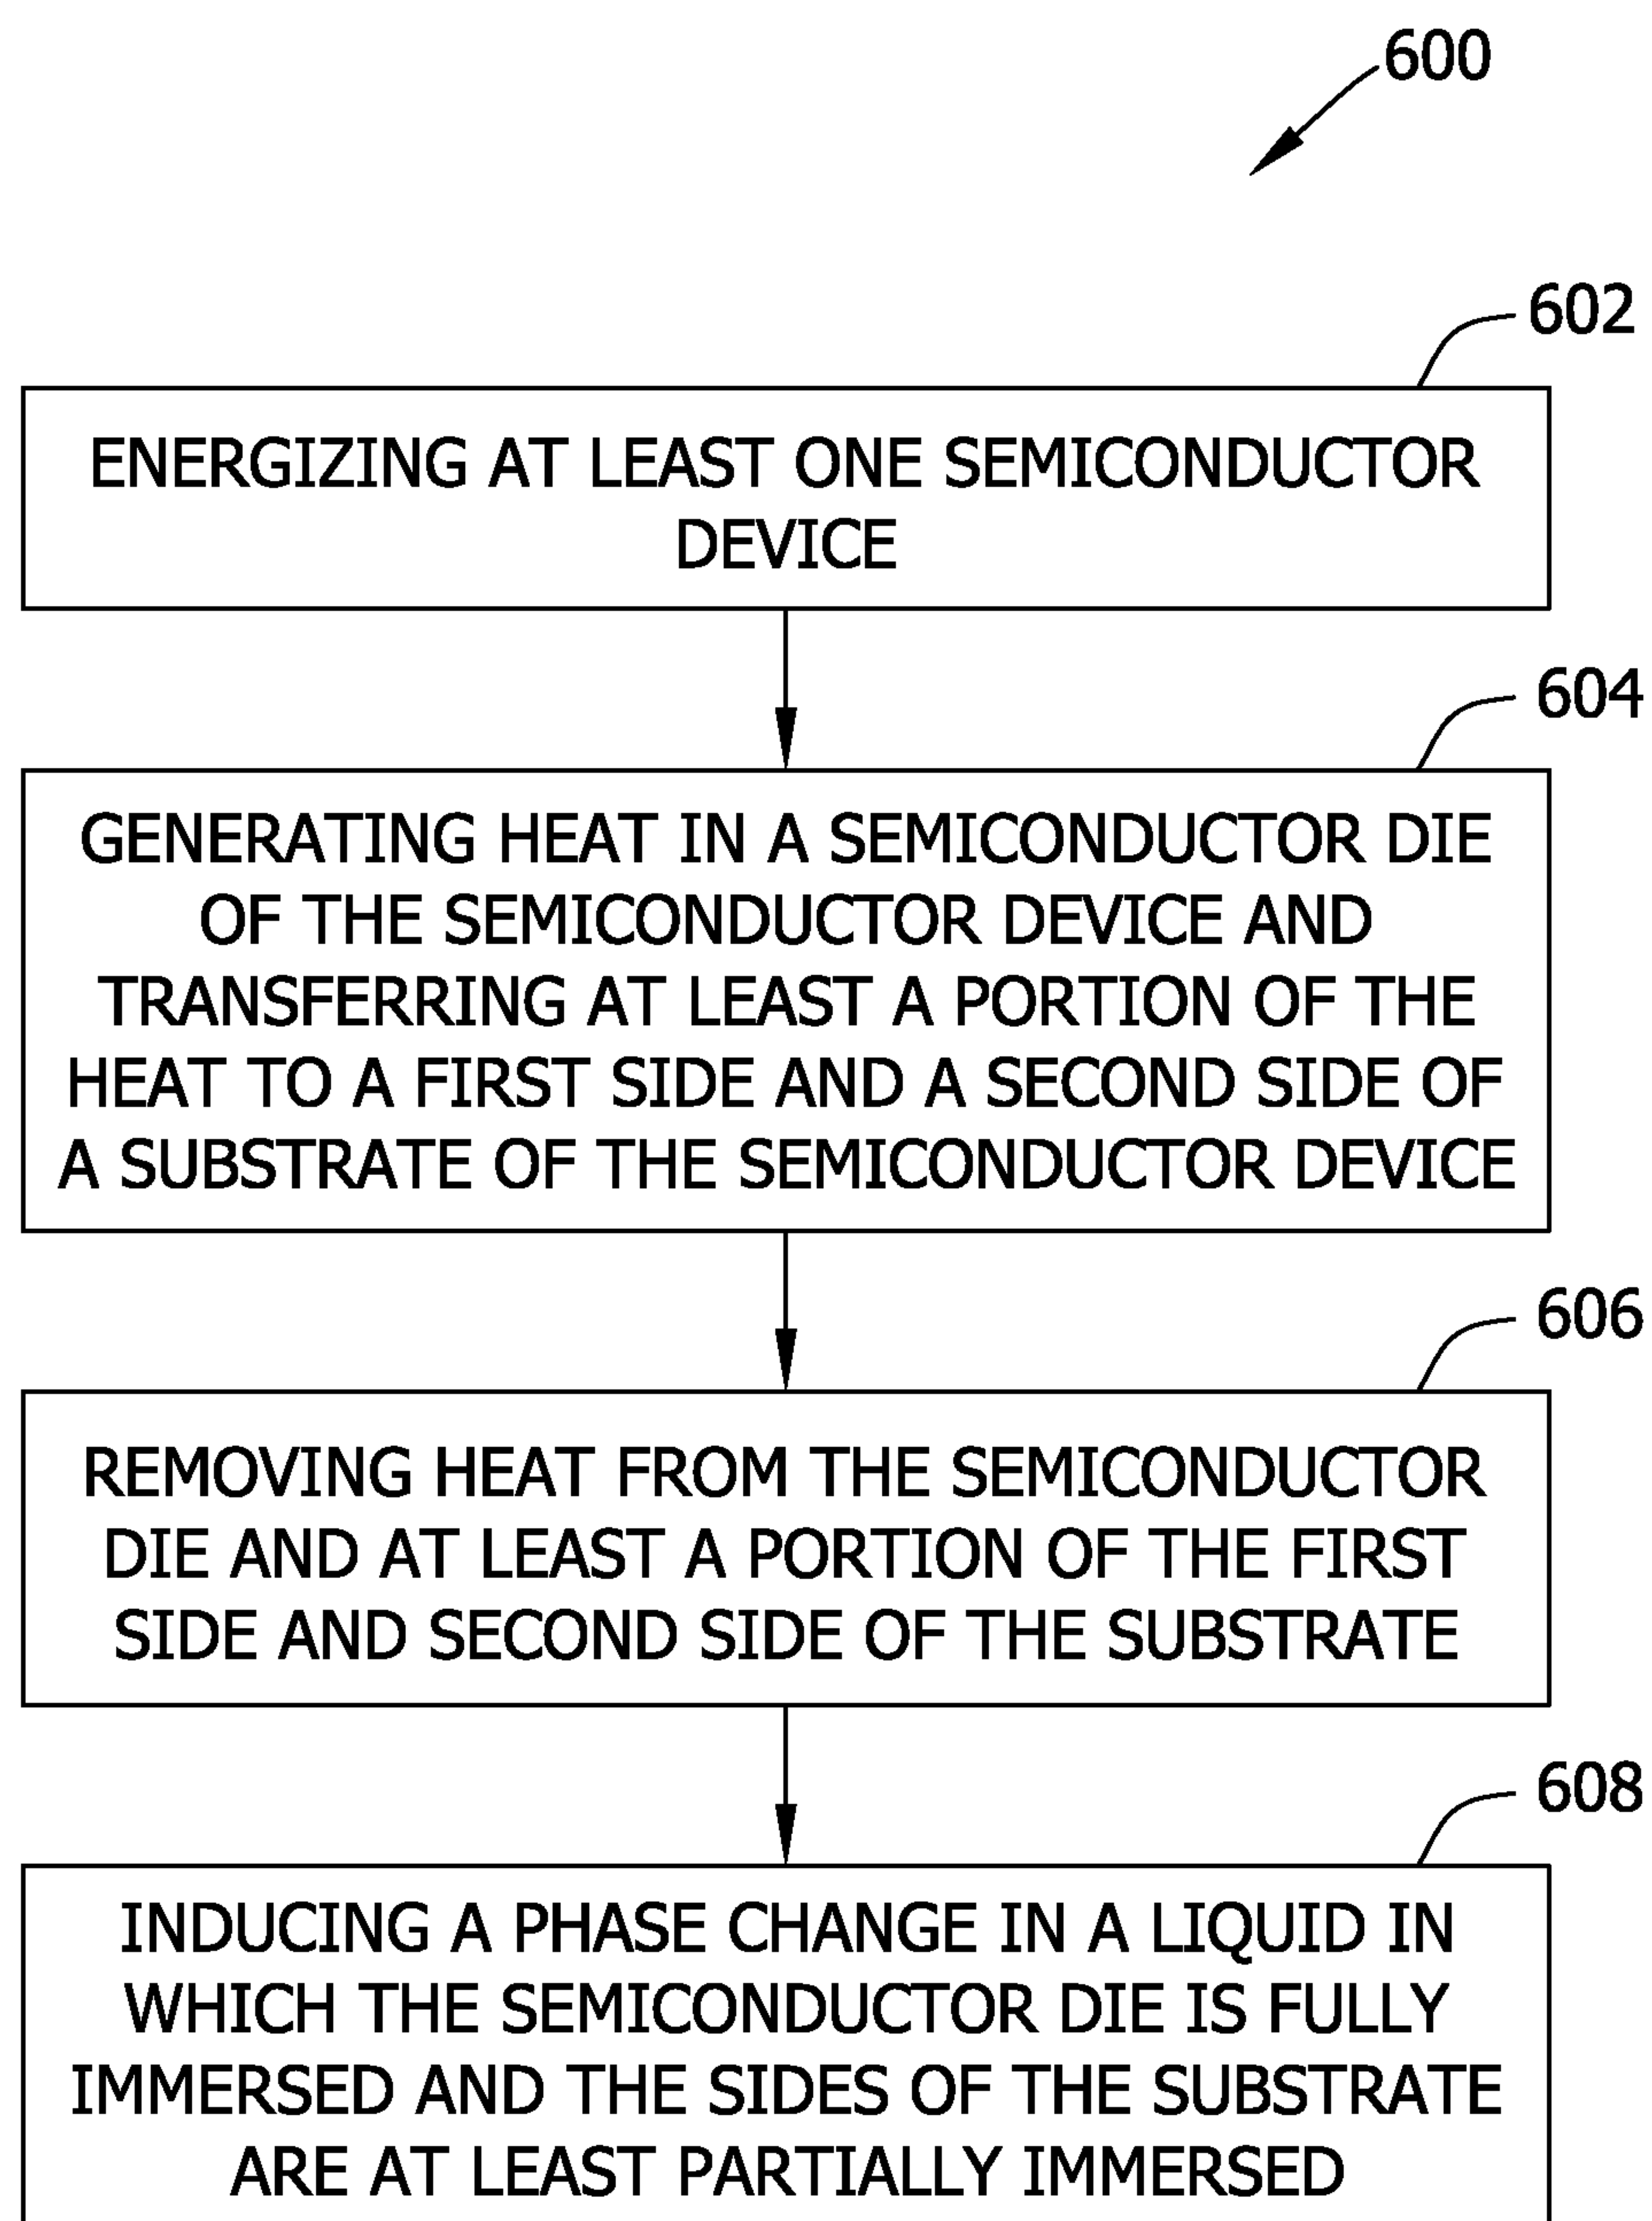 600
602
ENERGIZING AT LEAST ONE SEMICONDUCTOR
DEVICE
604
GENERATING HEAT IN A SEMICONDUCTOR DIE
OF THE SEMICONDUCTOR DEVICE AND
TRANSFERRING AT LEAST A PORTION OF THE
HEAT TO A FIRST SIDE AND A SECOND SIDE OF
A SUBSTRATE OF THE SEMICONDUCTOR DEVICE
606
REMOVING HEAT FROM THE SEMICONDUCTOR
DIE AND AT LEAST A PORTION OF THE FIRST
SIDE AND SECOND SIDE OF THE SUBSTRATE
608
INDUCING A PHASE CHANGE IN A LIQUID IN
WHICH THE SEMICONDUCTOR DIE IS FULLY
IMMERSED AND THE SIDES OF THE SUBSTRATE
ARE AT LEAST PARTIALLY IMMERSED